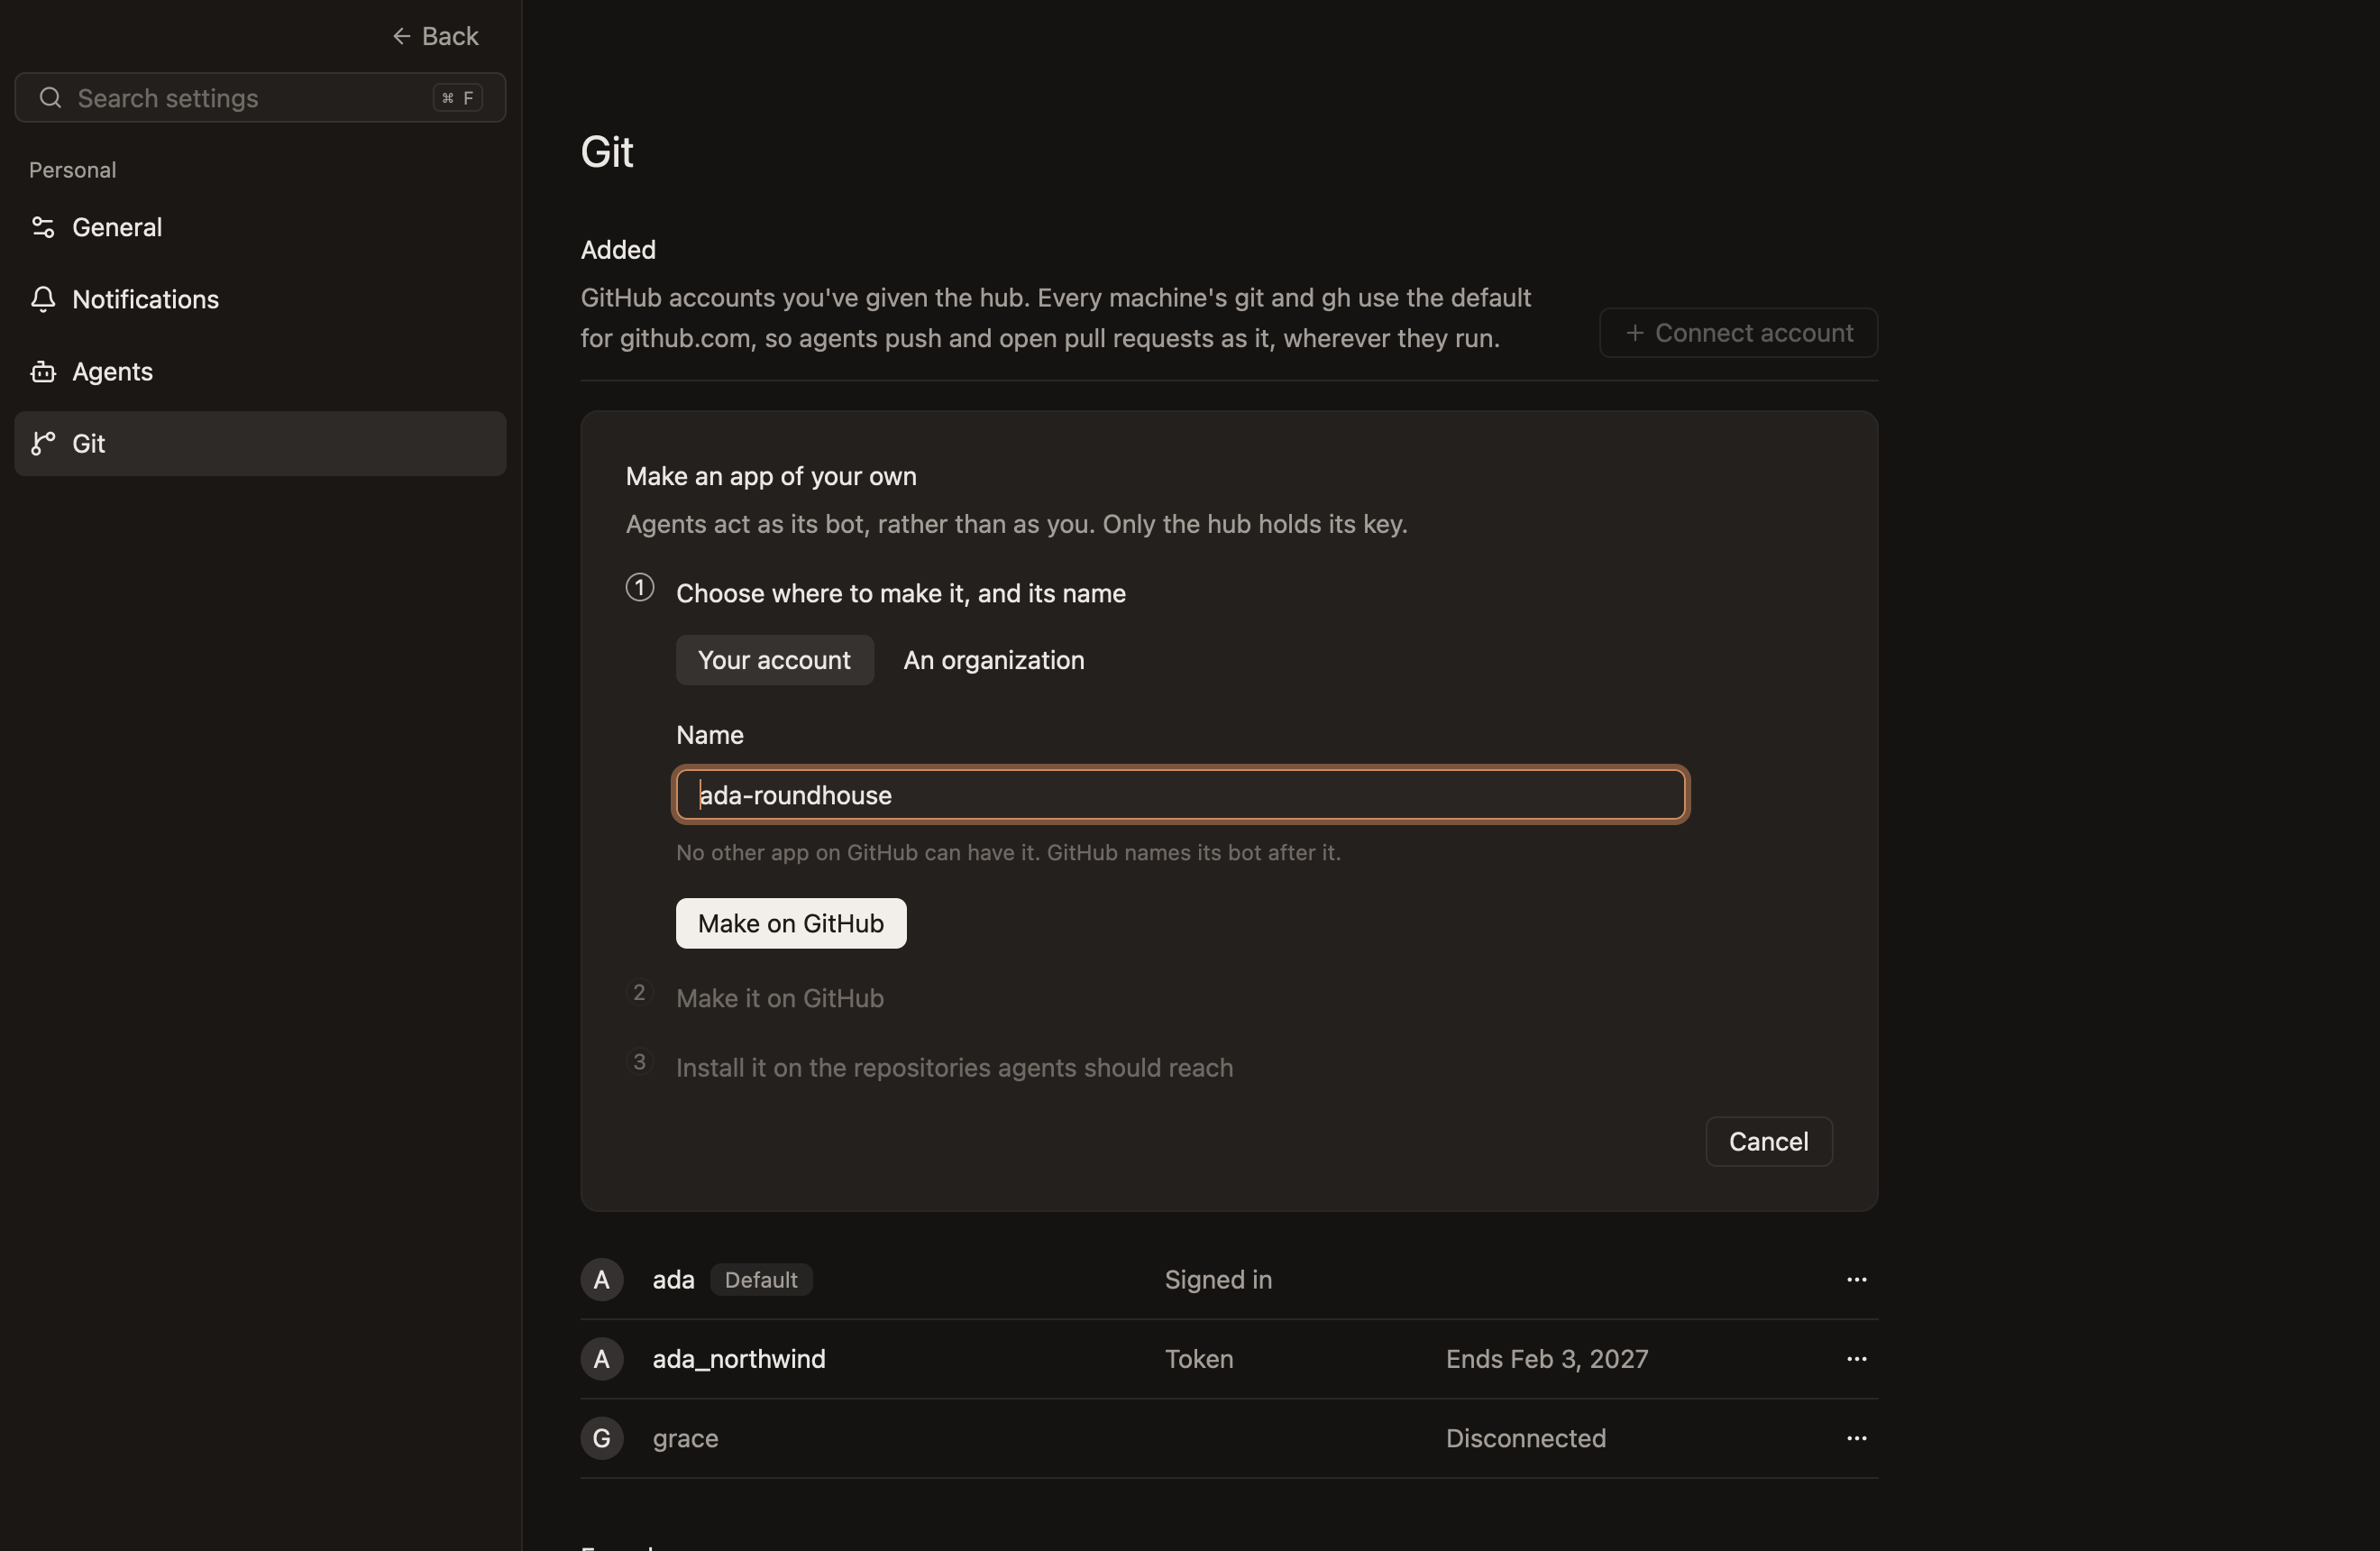 ← Back
Search settings
⌘ F
Personal
General
Notifications
Agents
Git
Git
Added
GitHub accounts you've given the hub. Every machine's git and gh use the default
for github.com, so agents push and open pull requests as it, wherever they run.
+ Connect account
Make an app of your own
Agents act as its bot, rather than as you. Only the hub holds its key.
1 Choose where to make it, and its name
Your account An organization
Name
ada-roundhouse
No other app on GitHub can have it. GitHub names its bot after it.
Make on GitHub
2 Make it on GitHub
3 Install it on the repositories agents should reach
Cancel
A ada Default Signed in ...
A ada_northwind Token Ends Feb 3, 2027 ...
G grace Disconnected ...